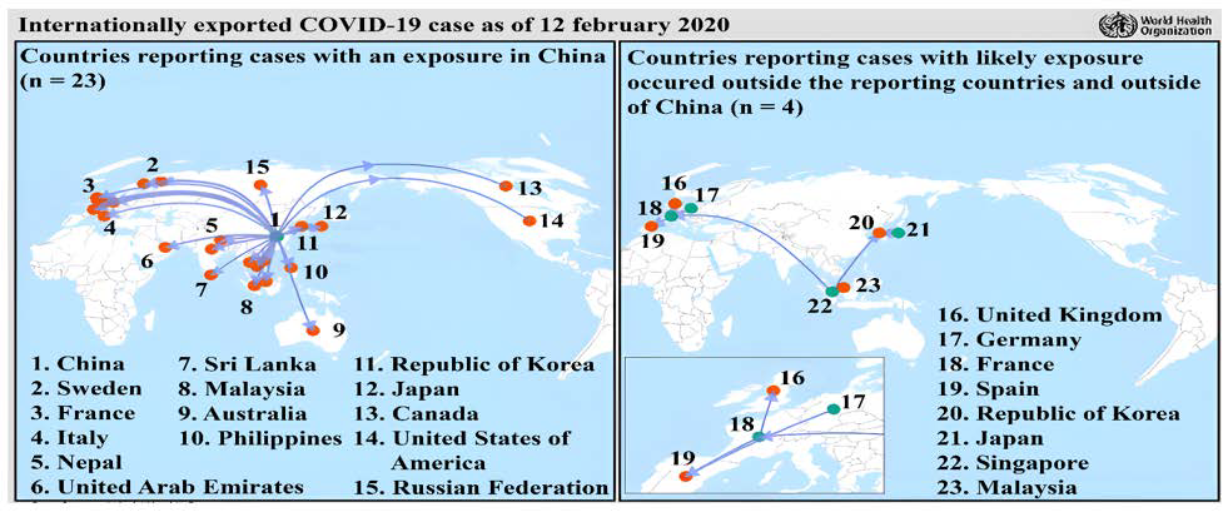 Internationally exported COVID-19 case as of 12 february 2020
World Health
Organization
Countries reporting cases with an exposure in China
(n = 23)
2
15
3
13
1
12
14
4
5
11
6
10
7
8
9
1. China
2. Sweden
3. France
4. Italy
5. Nepal
6. United Arab Emirates
7. Sri Lanka
8. Malaysia
9. Australia
10. Philippines
11. Republic of Korea
12. Japan
13. Canada
14. United States of
America
15. Russian Federation
Countries reporting cases with likely exposure
occured outside the reporting countries and outside
of China (n = 4)
16
17
18
19
20
21
22
23
16
17
18
19
16. United Kingdom
17. Germany
18. France
19. Spain
20. Republic of Korea
21. Japan
22. Singapore
23. Malaysia